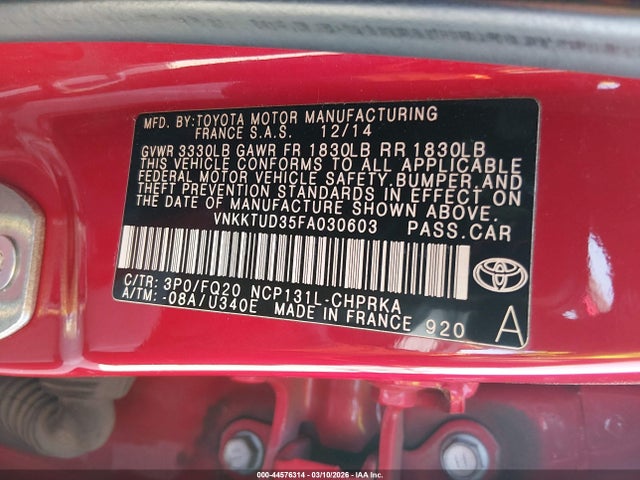 MFD. BY:TOYOTA MOTOR MANUFACTURING
FRANCE S.A.S. 12/14
GVWR 3330LB GAWR FR 1830LB RR 1830LB
THIS VEHICLE CONFORMS TO ALL APPLICABLE
FEDERAL MOTOR VEHICLE SAFETY, BUMPER, AND
THEFT PREVENTION STANDARDS IN EFFECT ON
THE DATE OF MANUFACTURE SHOWN ABOVE.
VNKKTUD35FA030603 PASS.CAR
C/TR: 3P0/FQ20 NCP131L-CHPRKA
A/TM: -08A/U340E MADE IN FRANCE 920
TOYOTA
A
000-44576314 - 03/10/2026 - IAA Inc.